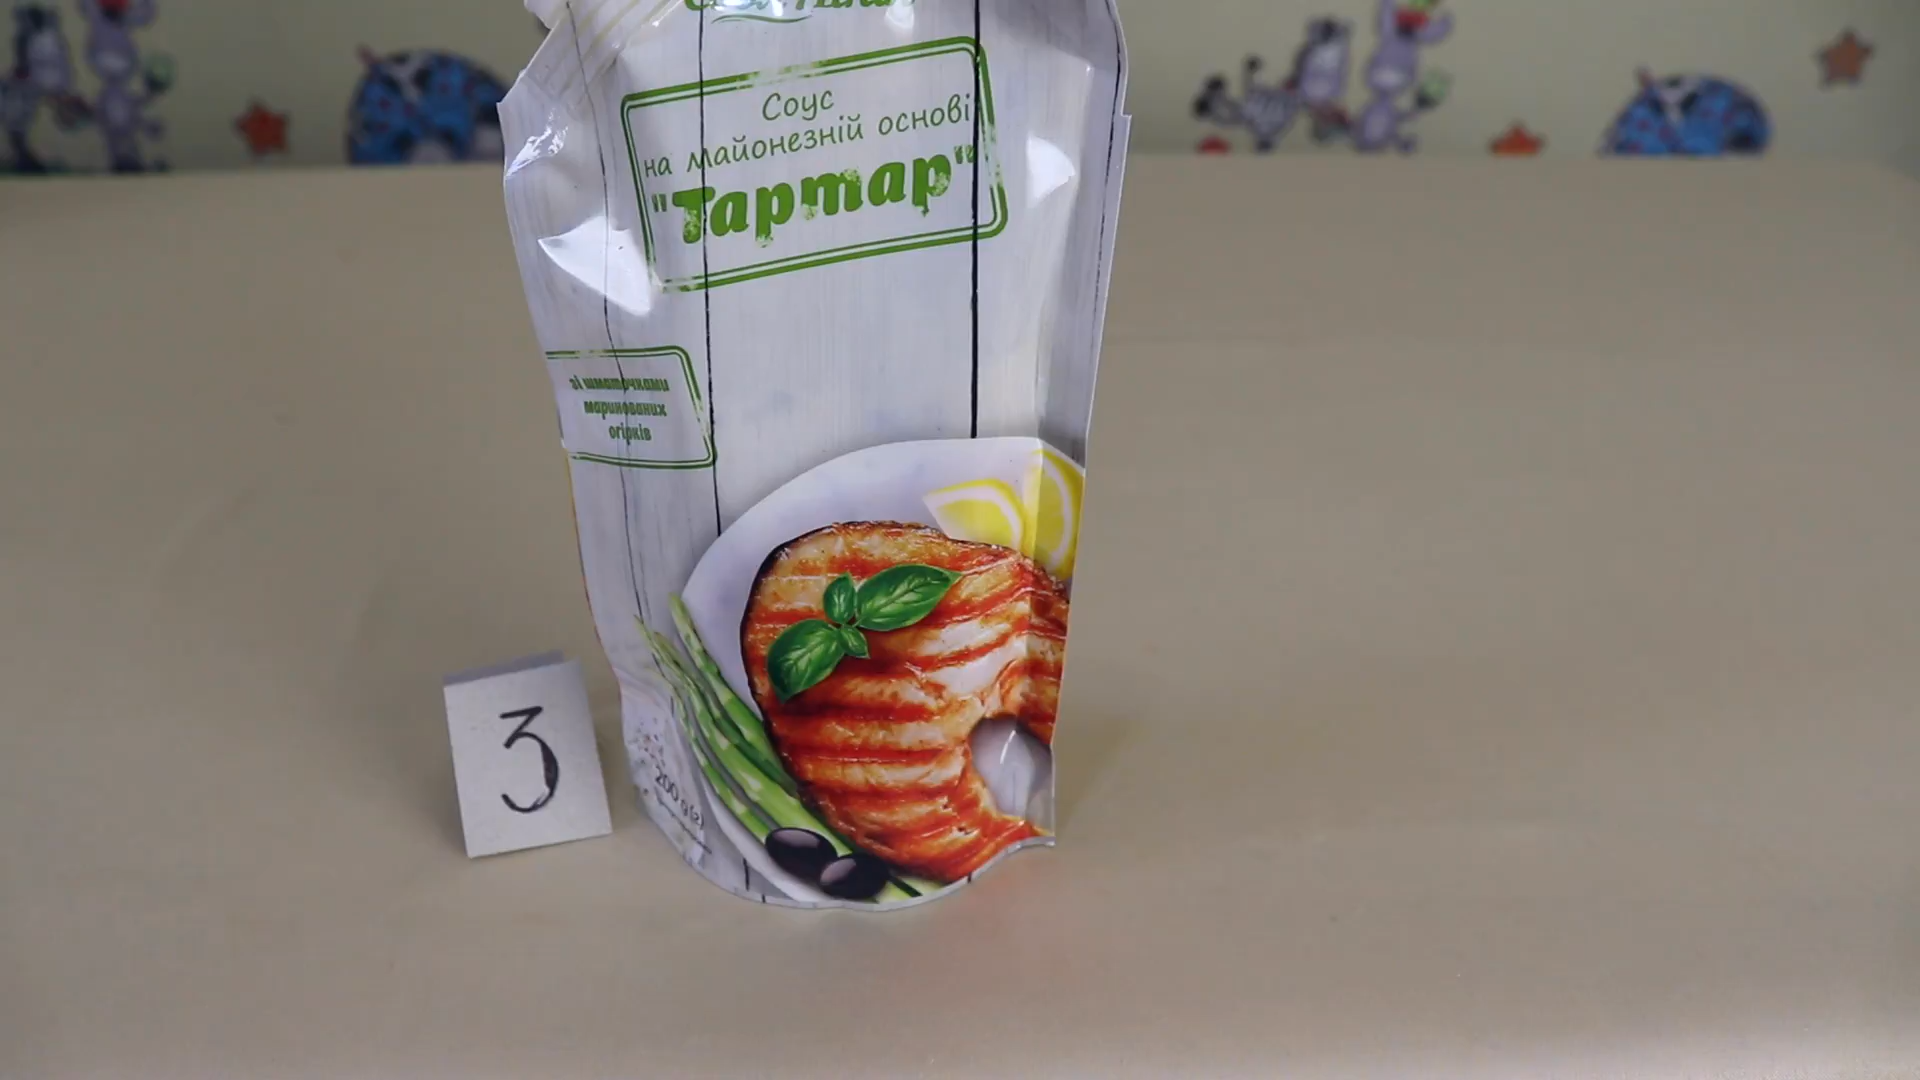 Соус
на майонезній основі
"Тартар"
зі шматочками
маринованих
огірків
200 g (г)
3